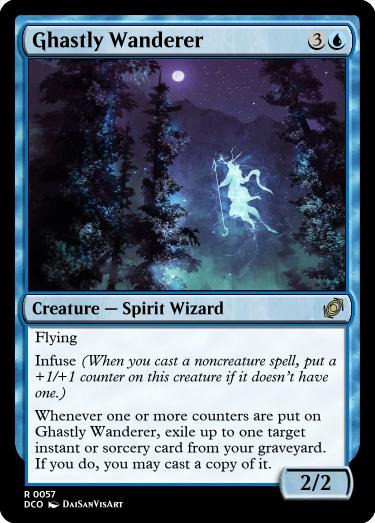 Ghastly Wanderer 3
Creature — Spirit Wizard
Flying
Infuse (When you cast a noncreature spell, put a
+1/+1 counter on this creature if it doesn't have
one.)
Whenever one or more counters are put on
Ghastly Wanderer, exile up to one target
instant or sorcery card from your graveyard.
If you do, you may cast a copy of it.
2/2
R 0057
DCO DaiSanVisArt